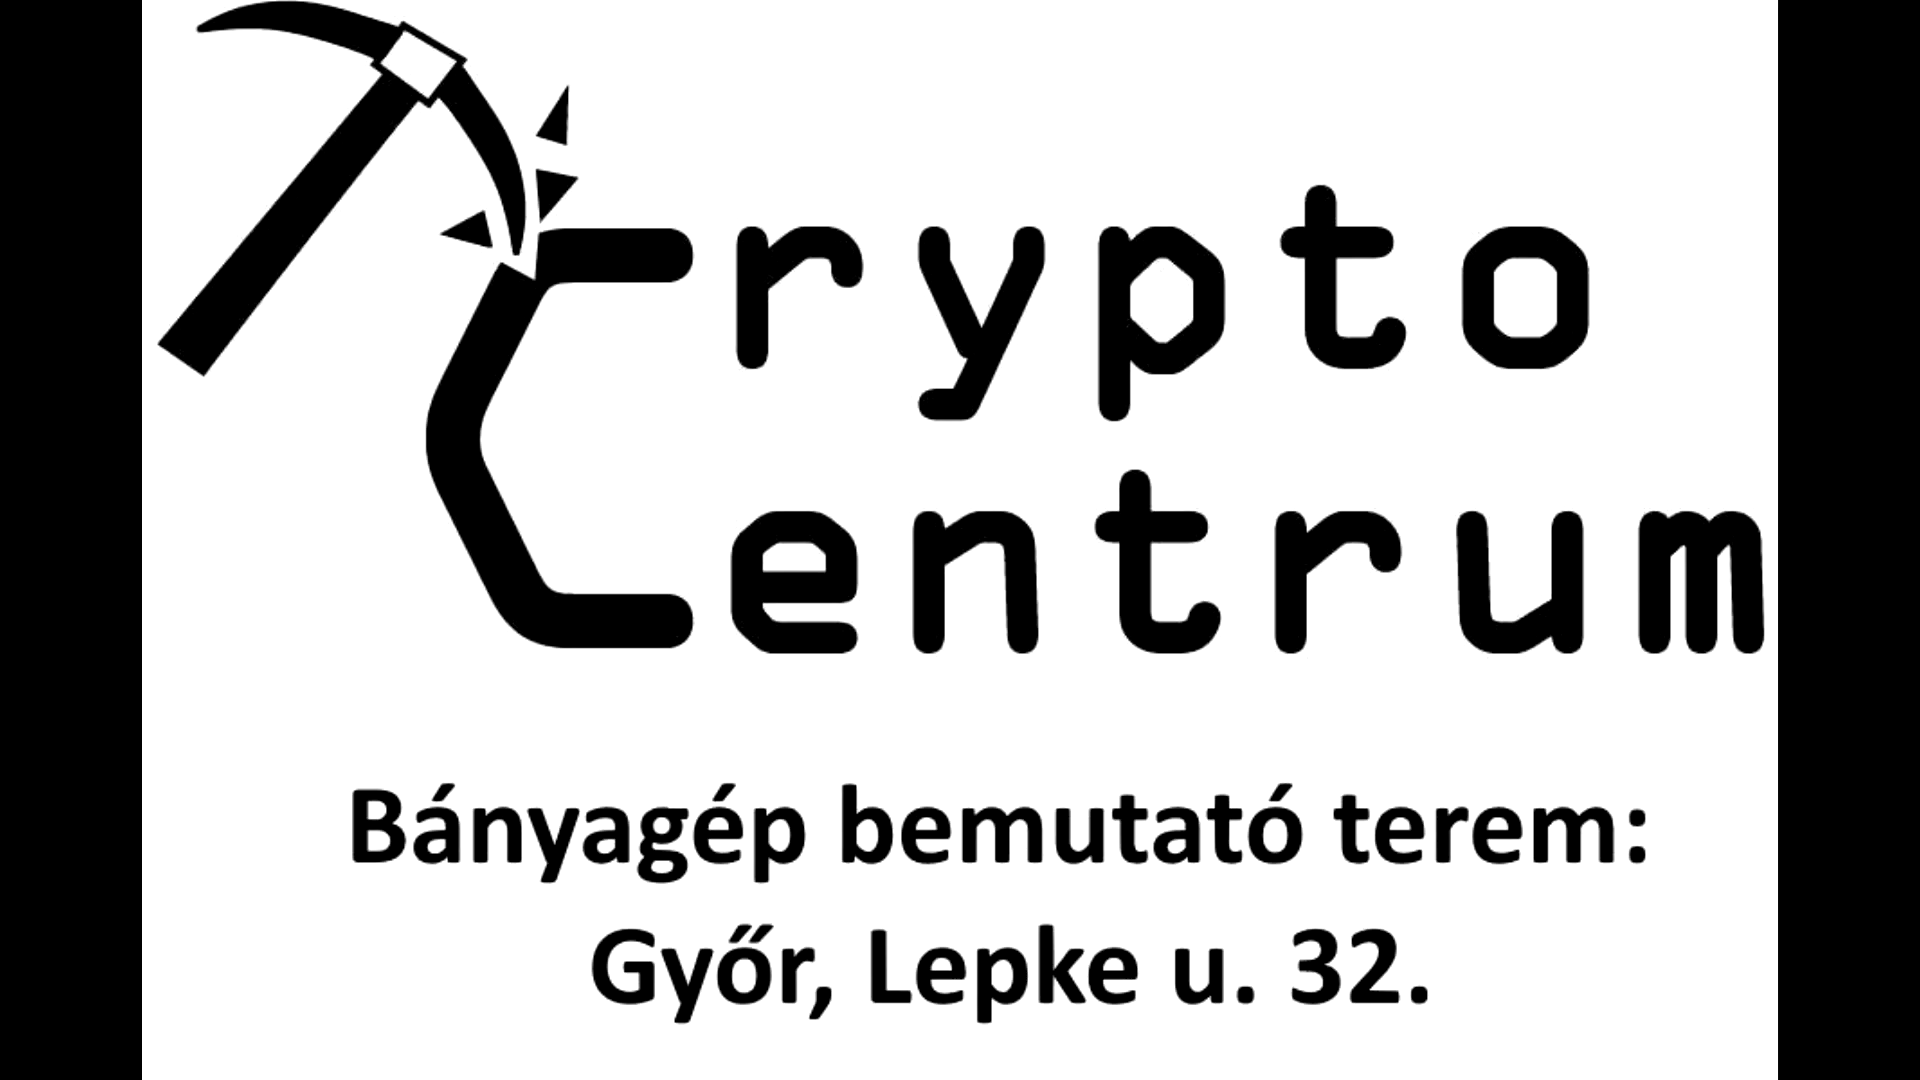 Crypto
Centrum
Bányagép bemutató terem:
Győr, Lepke u. 32.